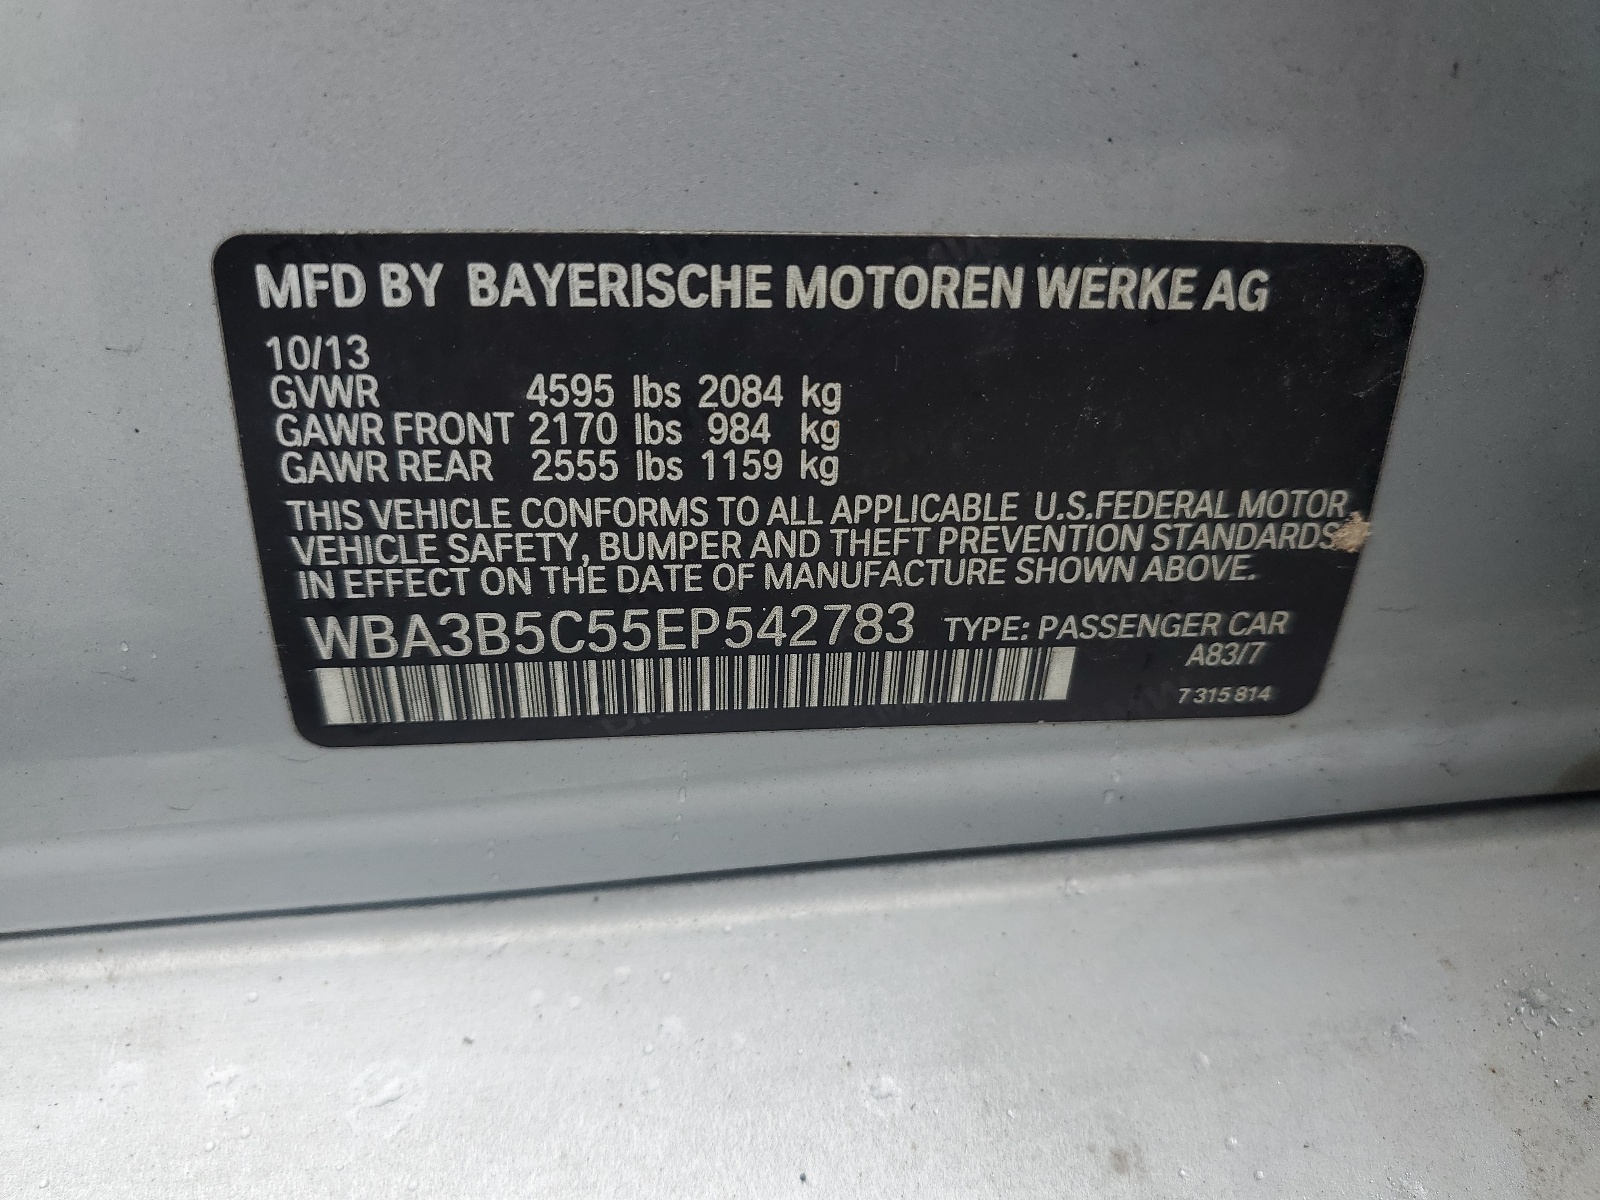 MFD BY BAYERISCHE MOTOREN WERKE AG
10/13
GVWR 4595 lbs 2084 kg
GAWR FRONT 2170 lbs 984 kg
GAWR REAR 2555 lbs 1159 kg
THIS VEHICLE CONFORMS TO ALL APPLICABLE U.S.FEDERAL MOTOR
VEHICLE SAFETY, BUMPER AND THEFT PREVENTION STANDARDS
IN EFFECT ON THE DATE OF MANUFACTURE SHOWN ABOVE.
WBA3B5C55EP542783 TYPE: PASSENGER CAR
A83/7
7 315 814